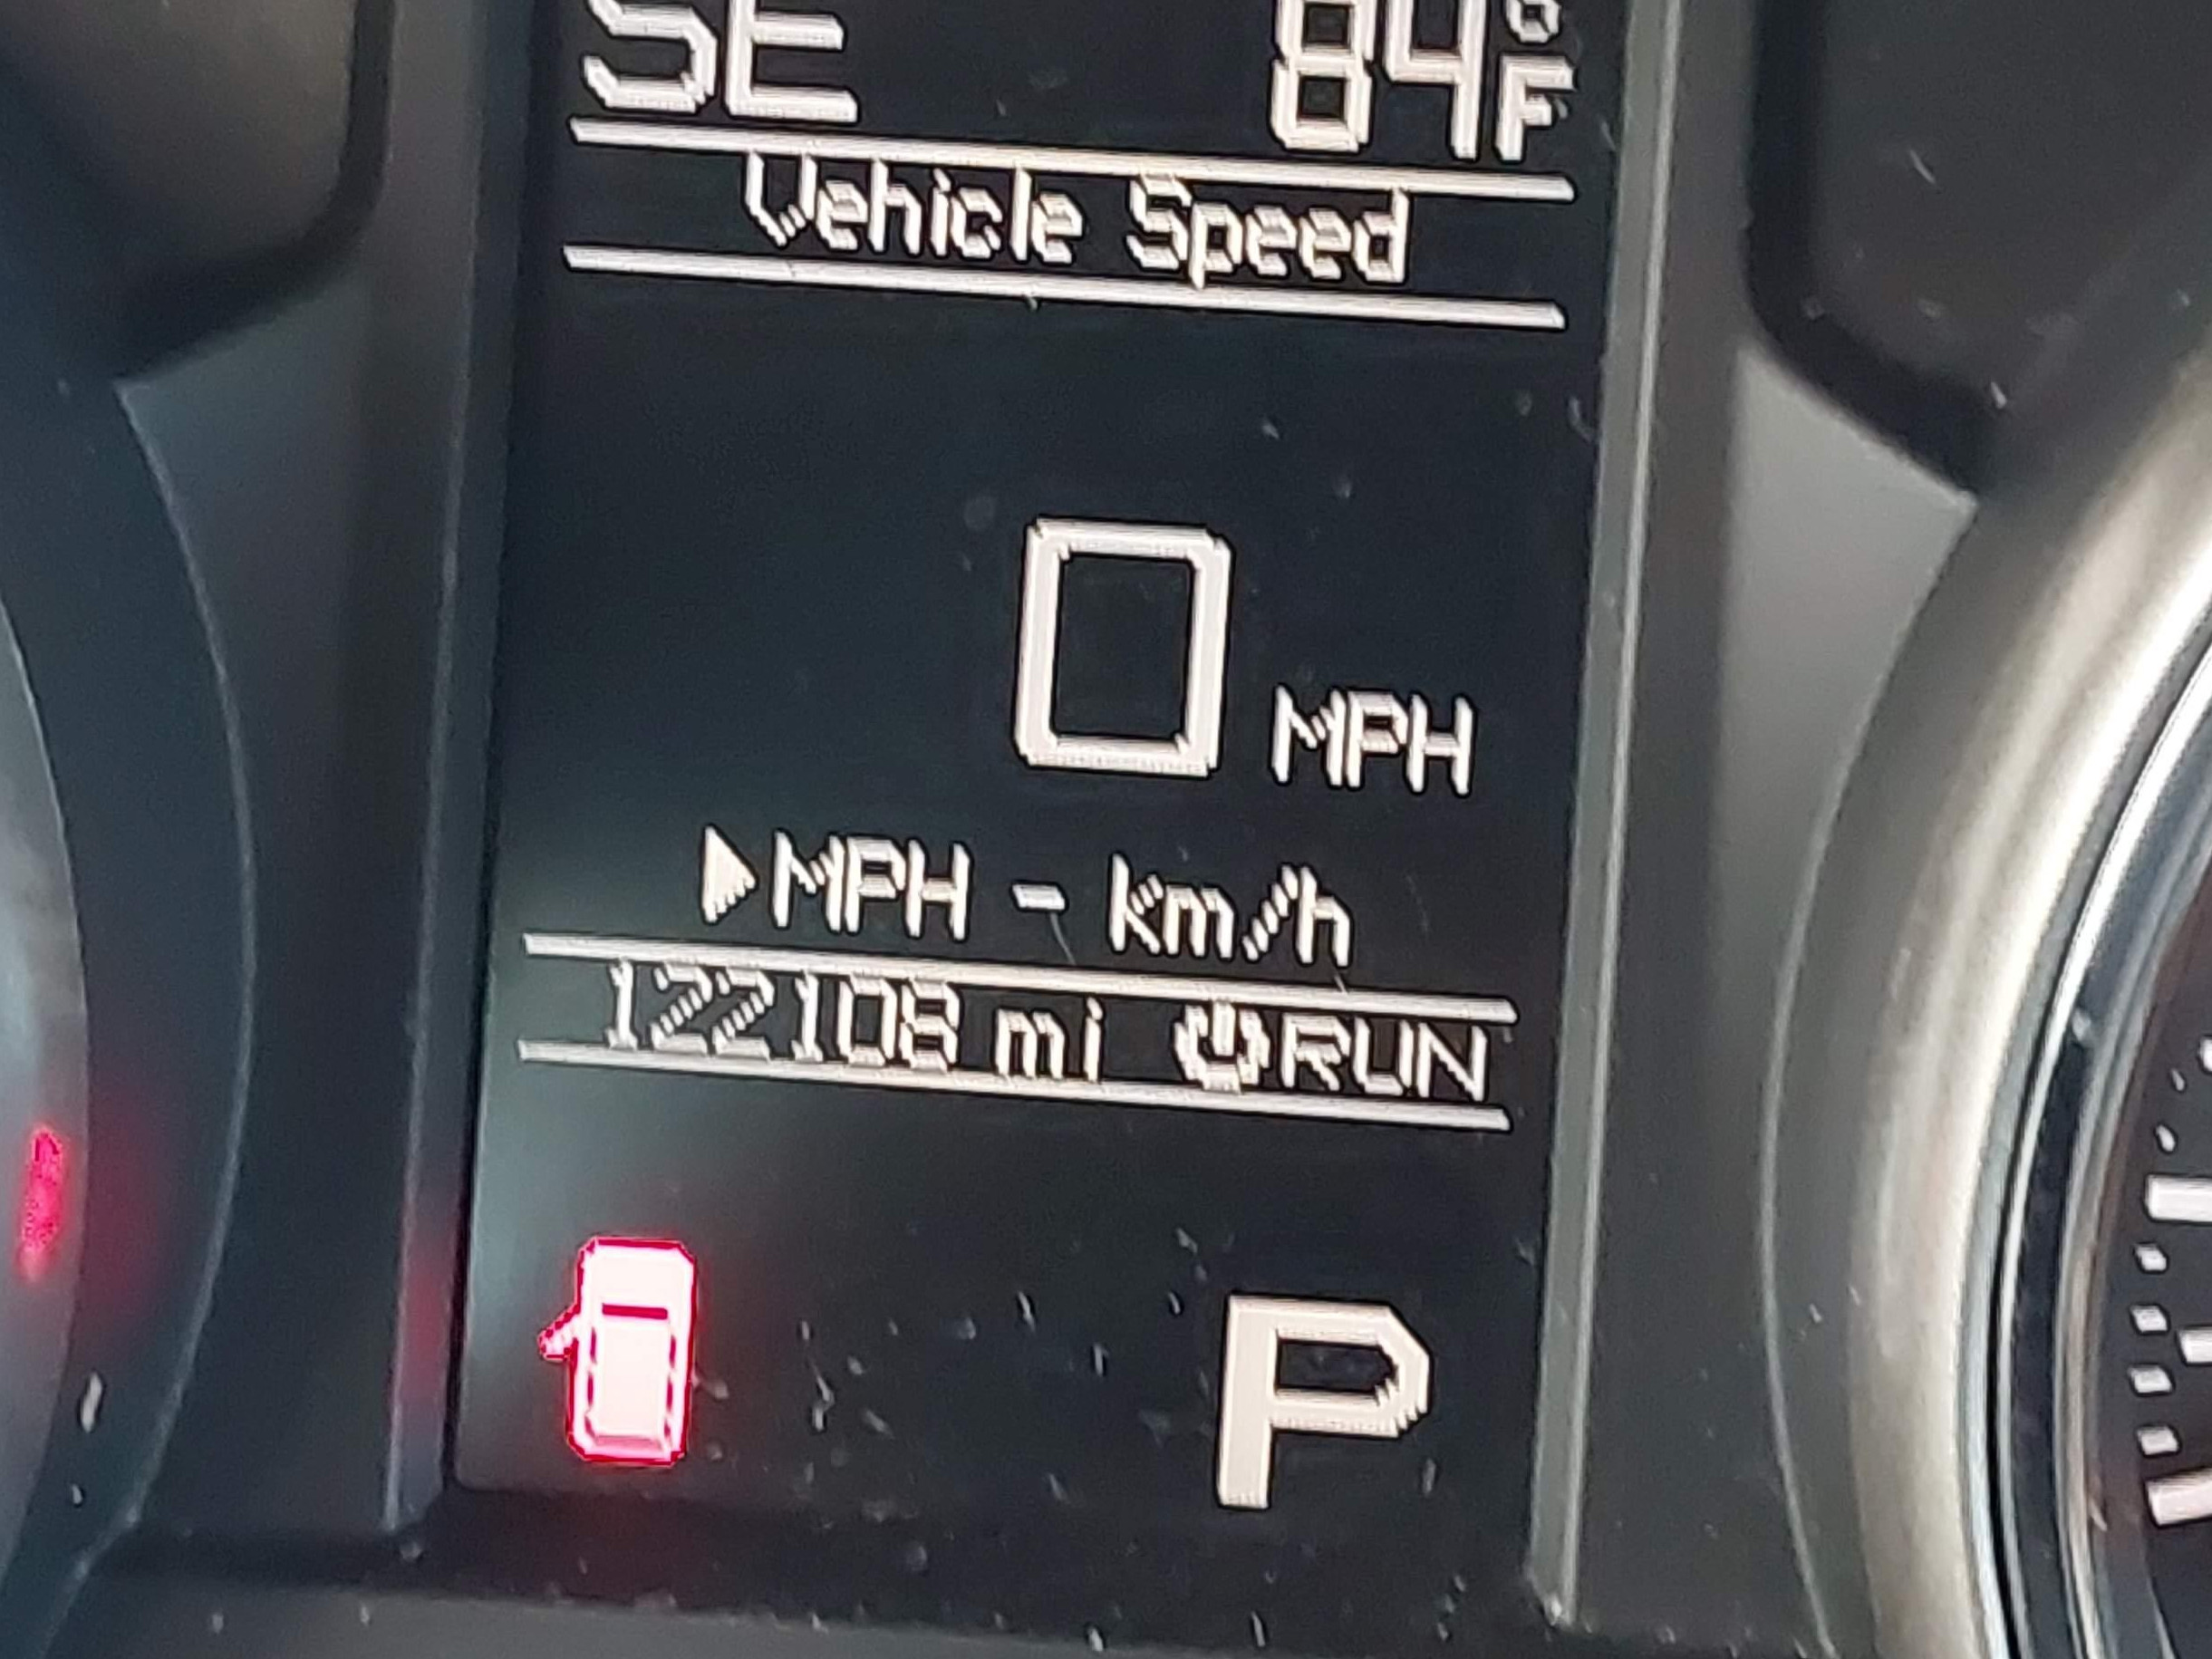 SE 84°F
Vehicle Speed
0 MPH
▶MPH - km/h
122108 mi RUN
P